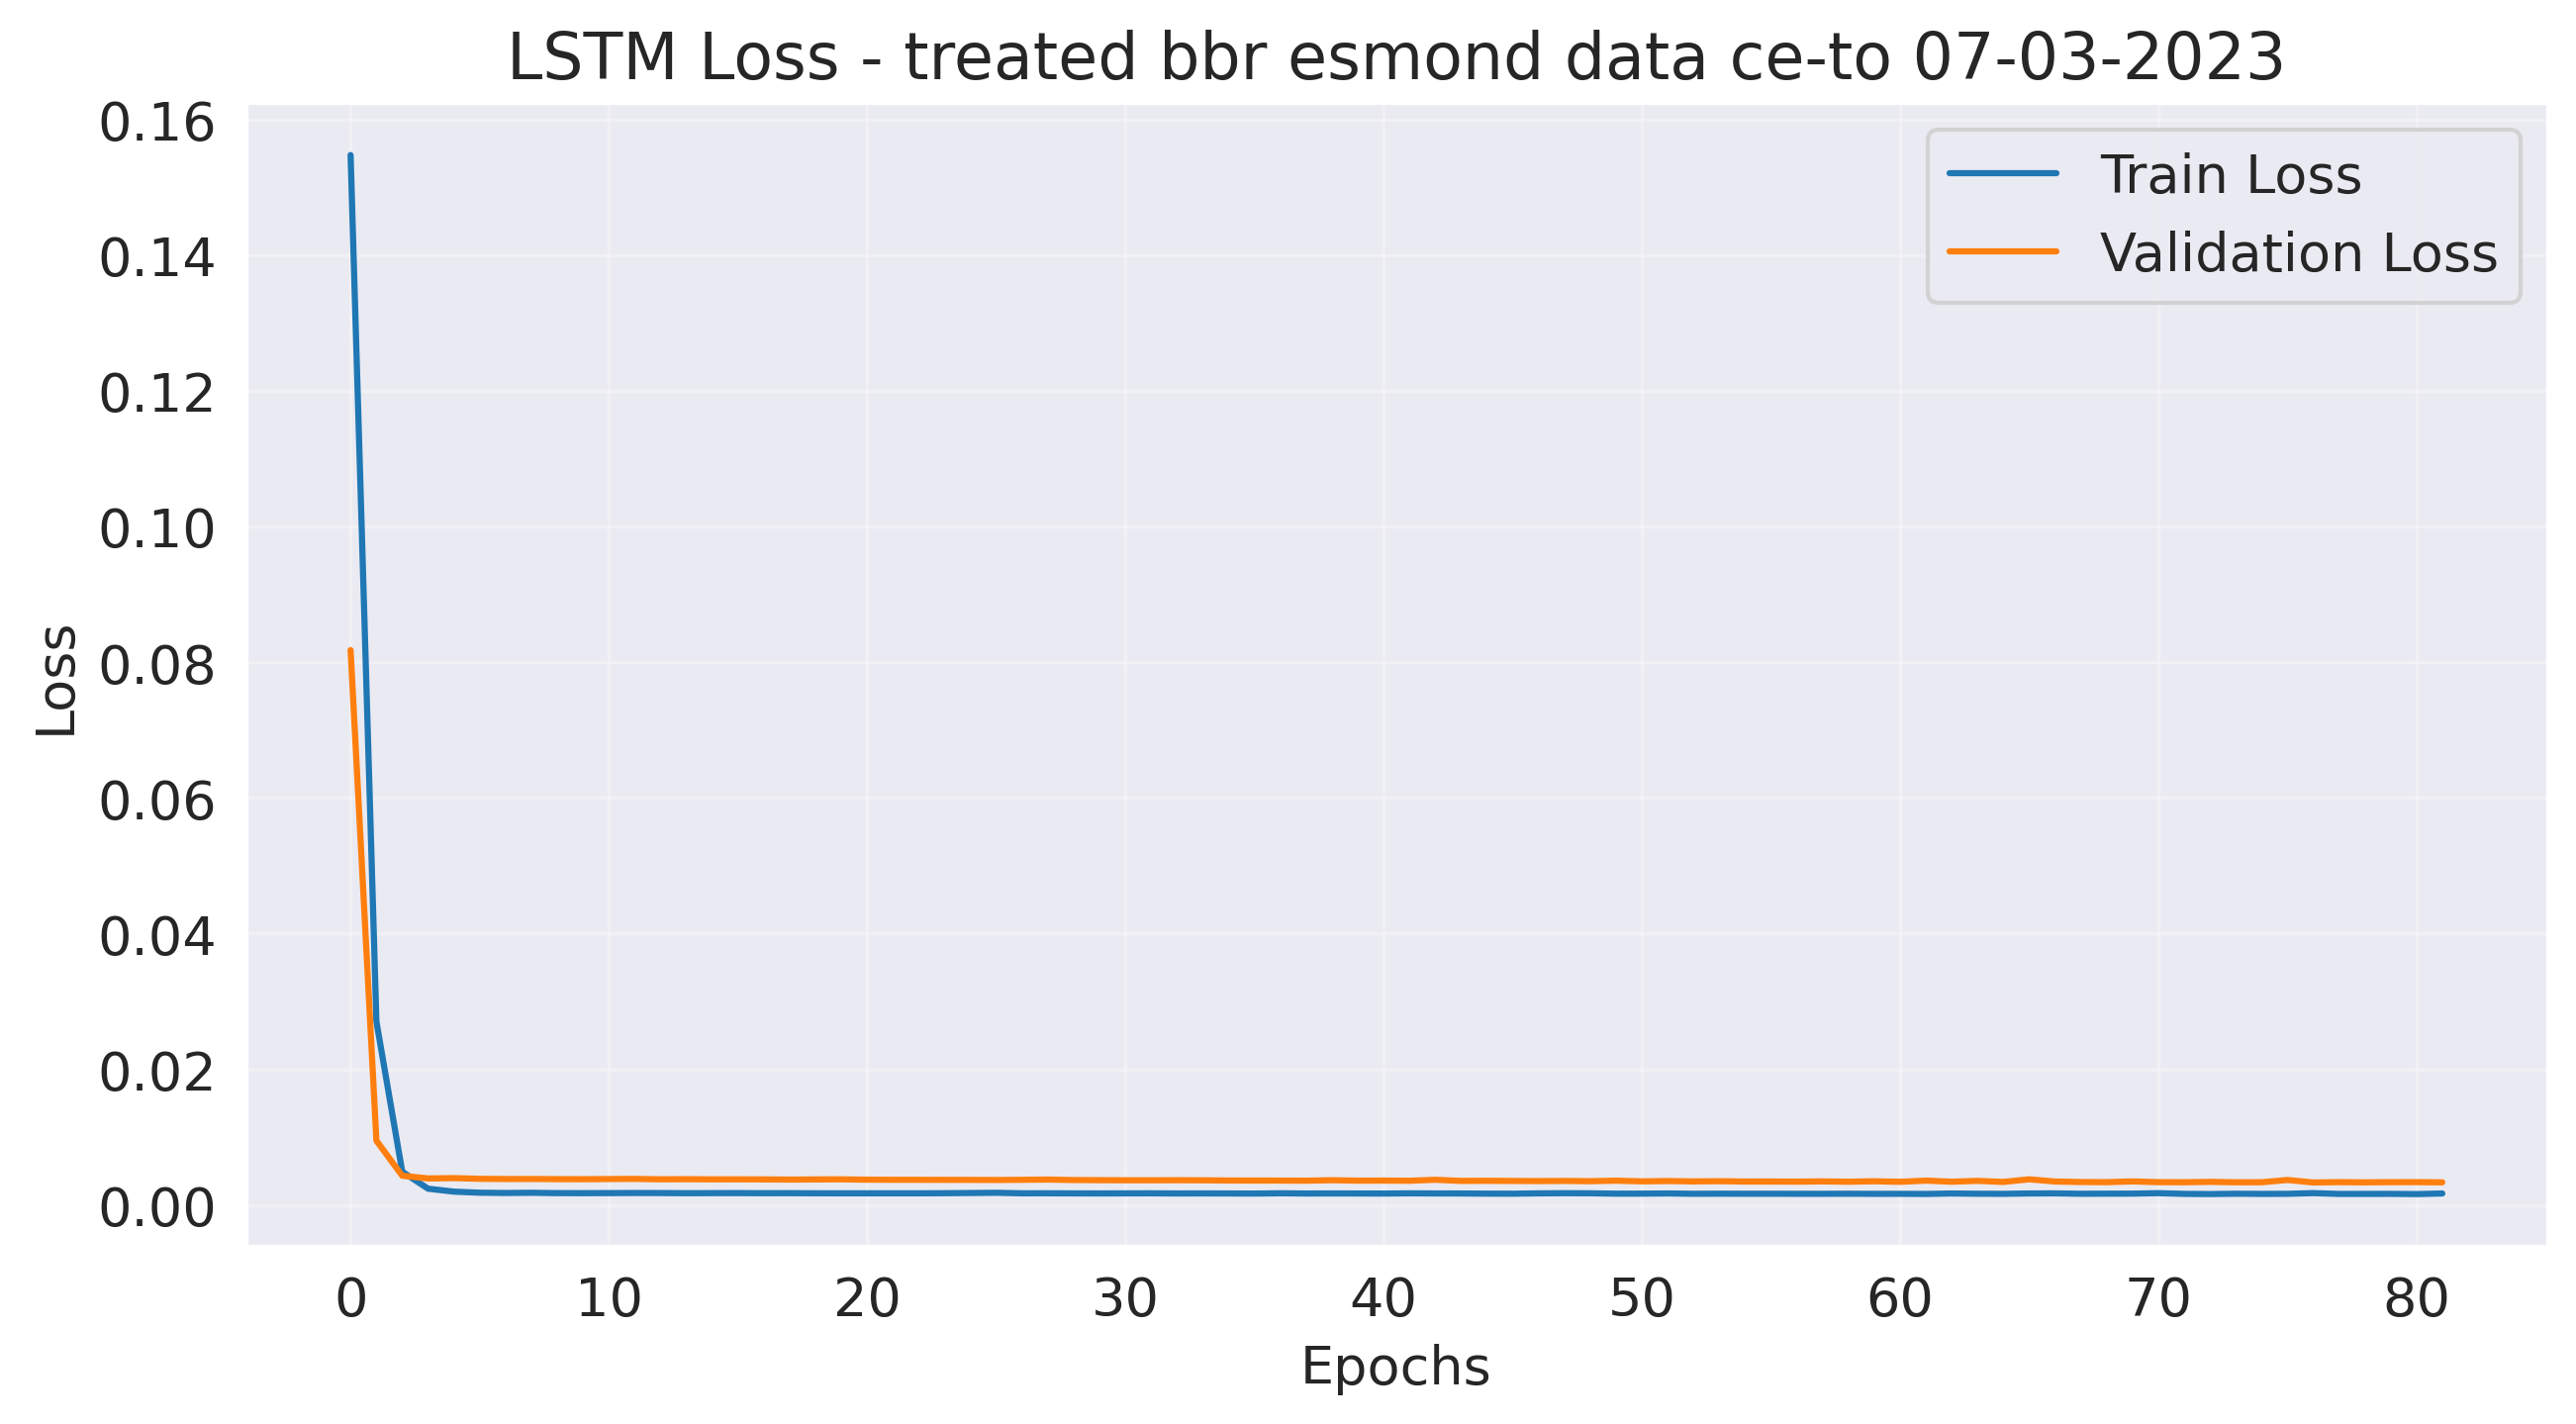 LSTM Loss - treated bbr esmond data ce-to 07-03-2023
Train Loss
Validation Loss
Loss
0.16
0.14
0.12
0.10
0.08
0.06
0.04
0.02
0.00
0 10 20 30 40 50 60 70 80
Epochs